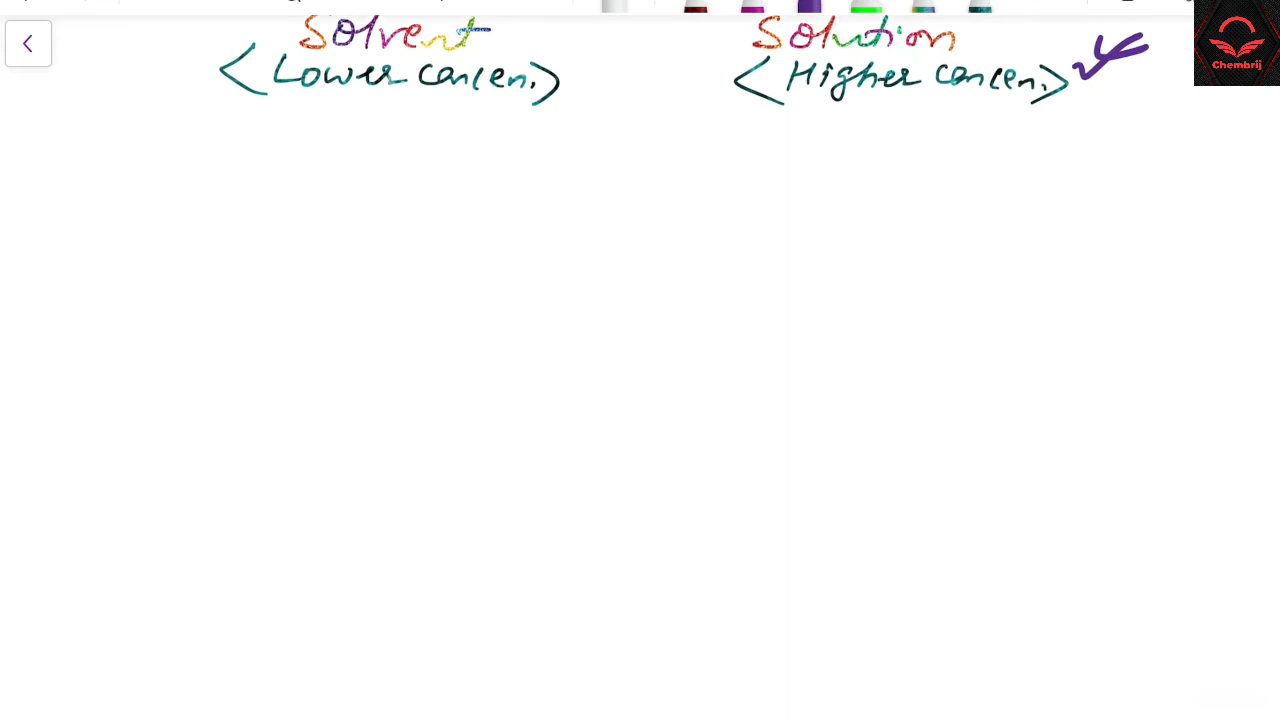 Solvent Solution
< Lower concen. > < Higher concen. >
Chembrij